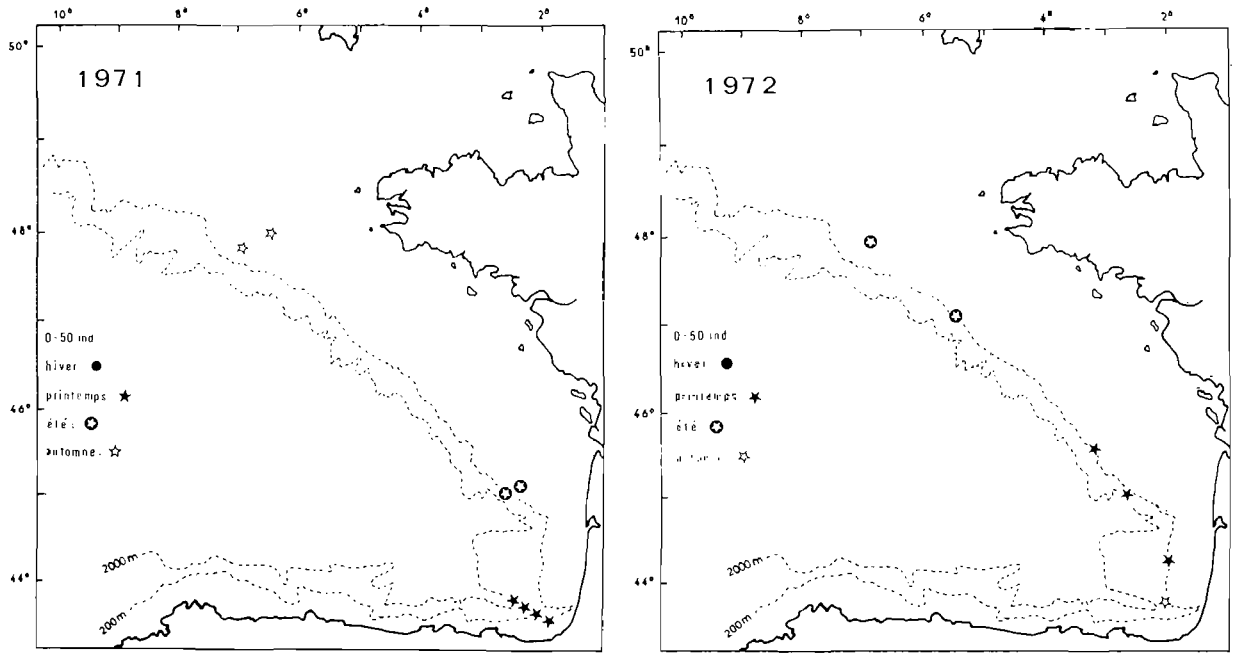 10° 8° 6° 4° 2°
50°
1971
48°
0-50 ind
hiver
printemps
été :
46°
automne.
2000m
44°
200m
10° 8° 6° 4° 2°
50°
1972
48°
0-50 ind
hiver
printemps
46°
été
2000m
44°
200m